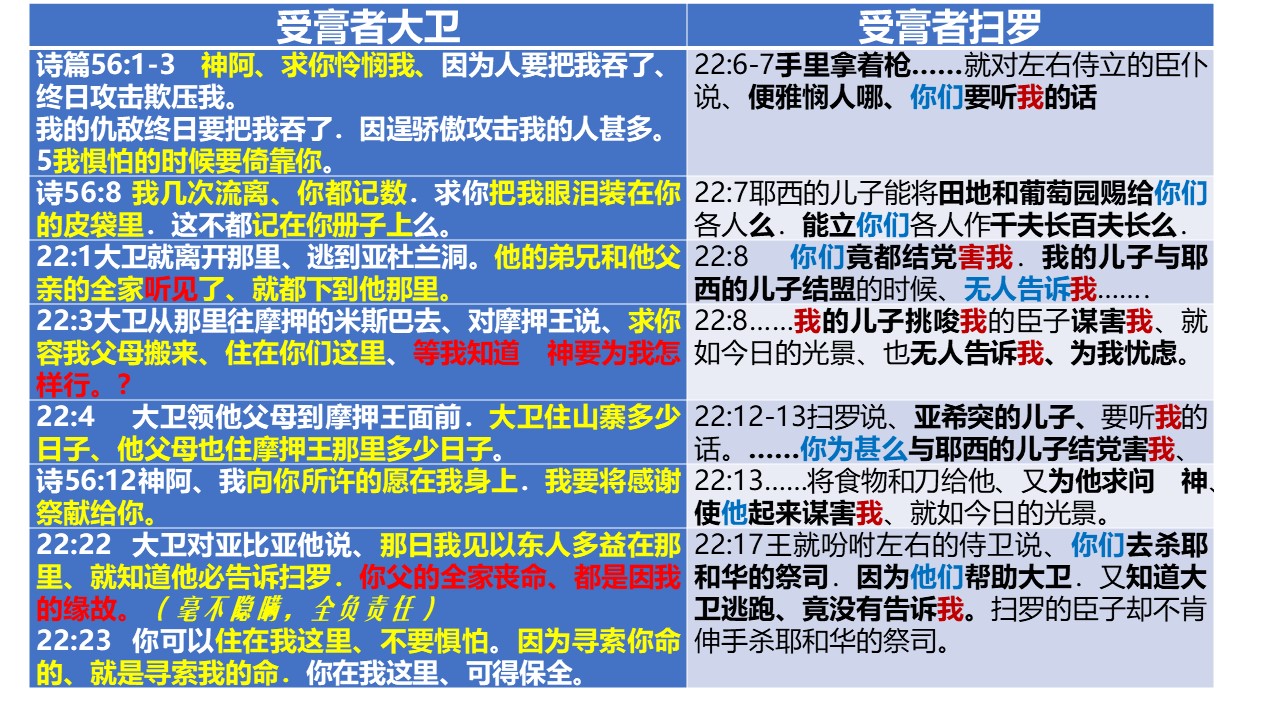 受膏者大卫
受膏者扫罗
诗篇56:1-3 神阿、求你怜悯我、因为人要把我吞了、
终日攻击欺压我。
我的仇敌终日要把我吞了．因逞骄傲攻击我的人甚多。
5我惧怕的时候要倚靠你。
22:6-7手里拿着枪……就对左右侍立的臣仆
说、便雅悯人哪、你们要听我的话
诗56:8 我几次流离、你都记数．求你把我眼泪装在你
的皮袋里．这不都记在你册子上么。
22:7耶西的儿子能将田地和葡萄园赐给你们
各人么．能立你们各人作千夫长百夫长么．
22:1大卫就离开那里、逃到亚杜兰洞。他的弟兄和他父
亲的全家听见了、就都下到他那里。
22:8 你们竟都结党害我．我的儿子与耶
西的儿子结盟的时候、无人告诉我…….
22:3大卫从那里往摩押的米斯巴去、对摩押王说、求你
容我父母搬来、住在你们这里、等我知道 神要为我怎
样行。？
22:8……我的儿子挑唆我的臣子谋害我、就
如今日的光景、也无人告诉我、为我忧虑。
22:4 大卫领他父母到摩押王面前．大卫住山寨多少
日子、他父母也住摩押王那里多少日子。
22:12-13扫罗说、亚希突的儿子、要听我的
话。……你为甚么与耶西的儿子结党害我、
诗56:12神阿、我向你所许的愿在我身上．我要将感谢
祭献给你。
22:13……将食物和刀给他、又为他求问 神、
使他起来谋害我、就如今日的光景。
22:22 大卫对亚比亚他说、那日我见以东人多益在那
里、就知道他必告诉扫罗．你父的全家丧命、都是因我
的缘故。（毫不隐瞒，全负责任）
22:23 你可以住在我这里、不要惧怕。因为寻索你命
的、就是寻索我的命．你在我这里、可得保全。
22:17王就吩咐左右的侍卫说、你们去杀耶
和华的祭司．因为他们帮助大卫．又知道大
卫逃跑、竟没有告诉我。扫罗的臣子却不肯
伸手杀耶和华的祭司。